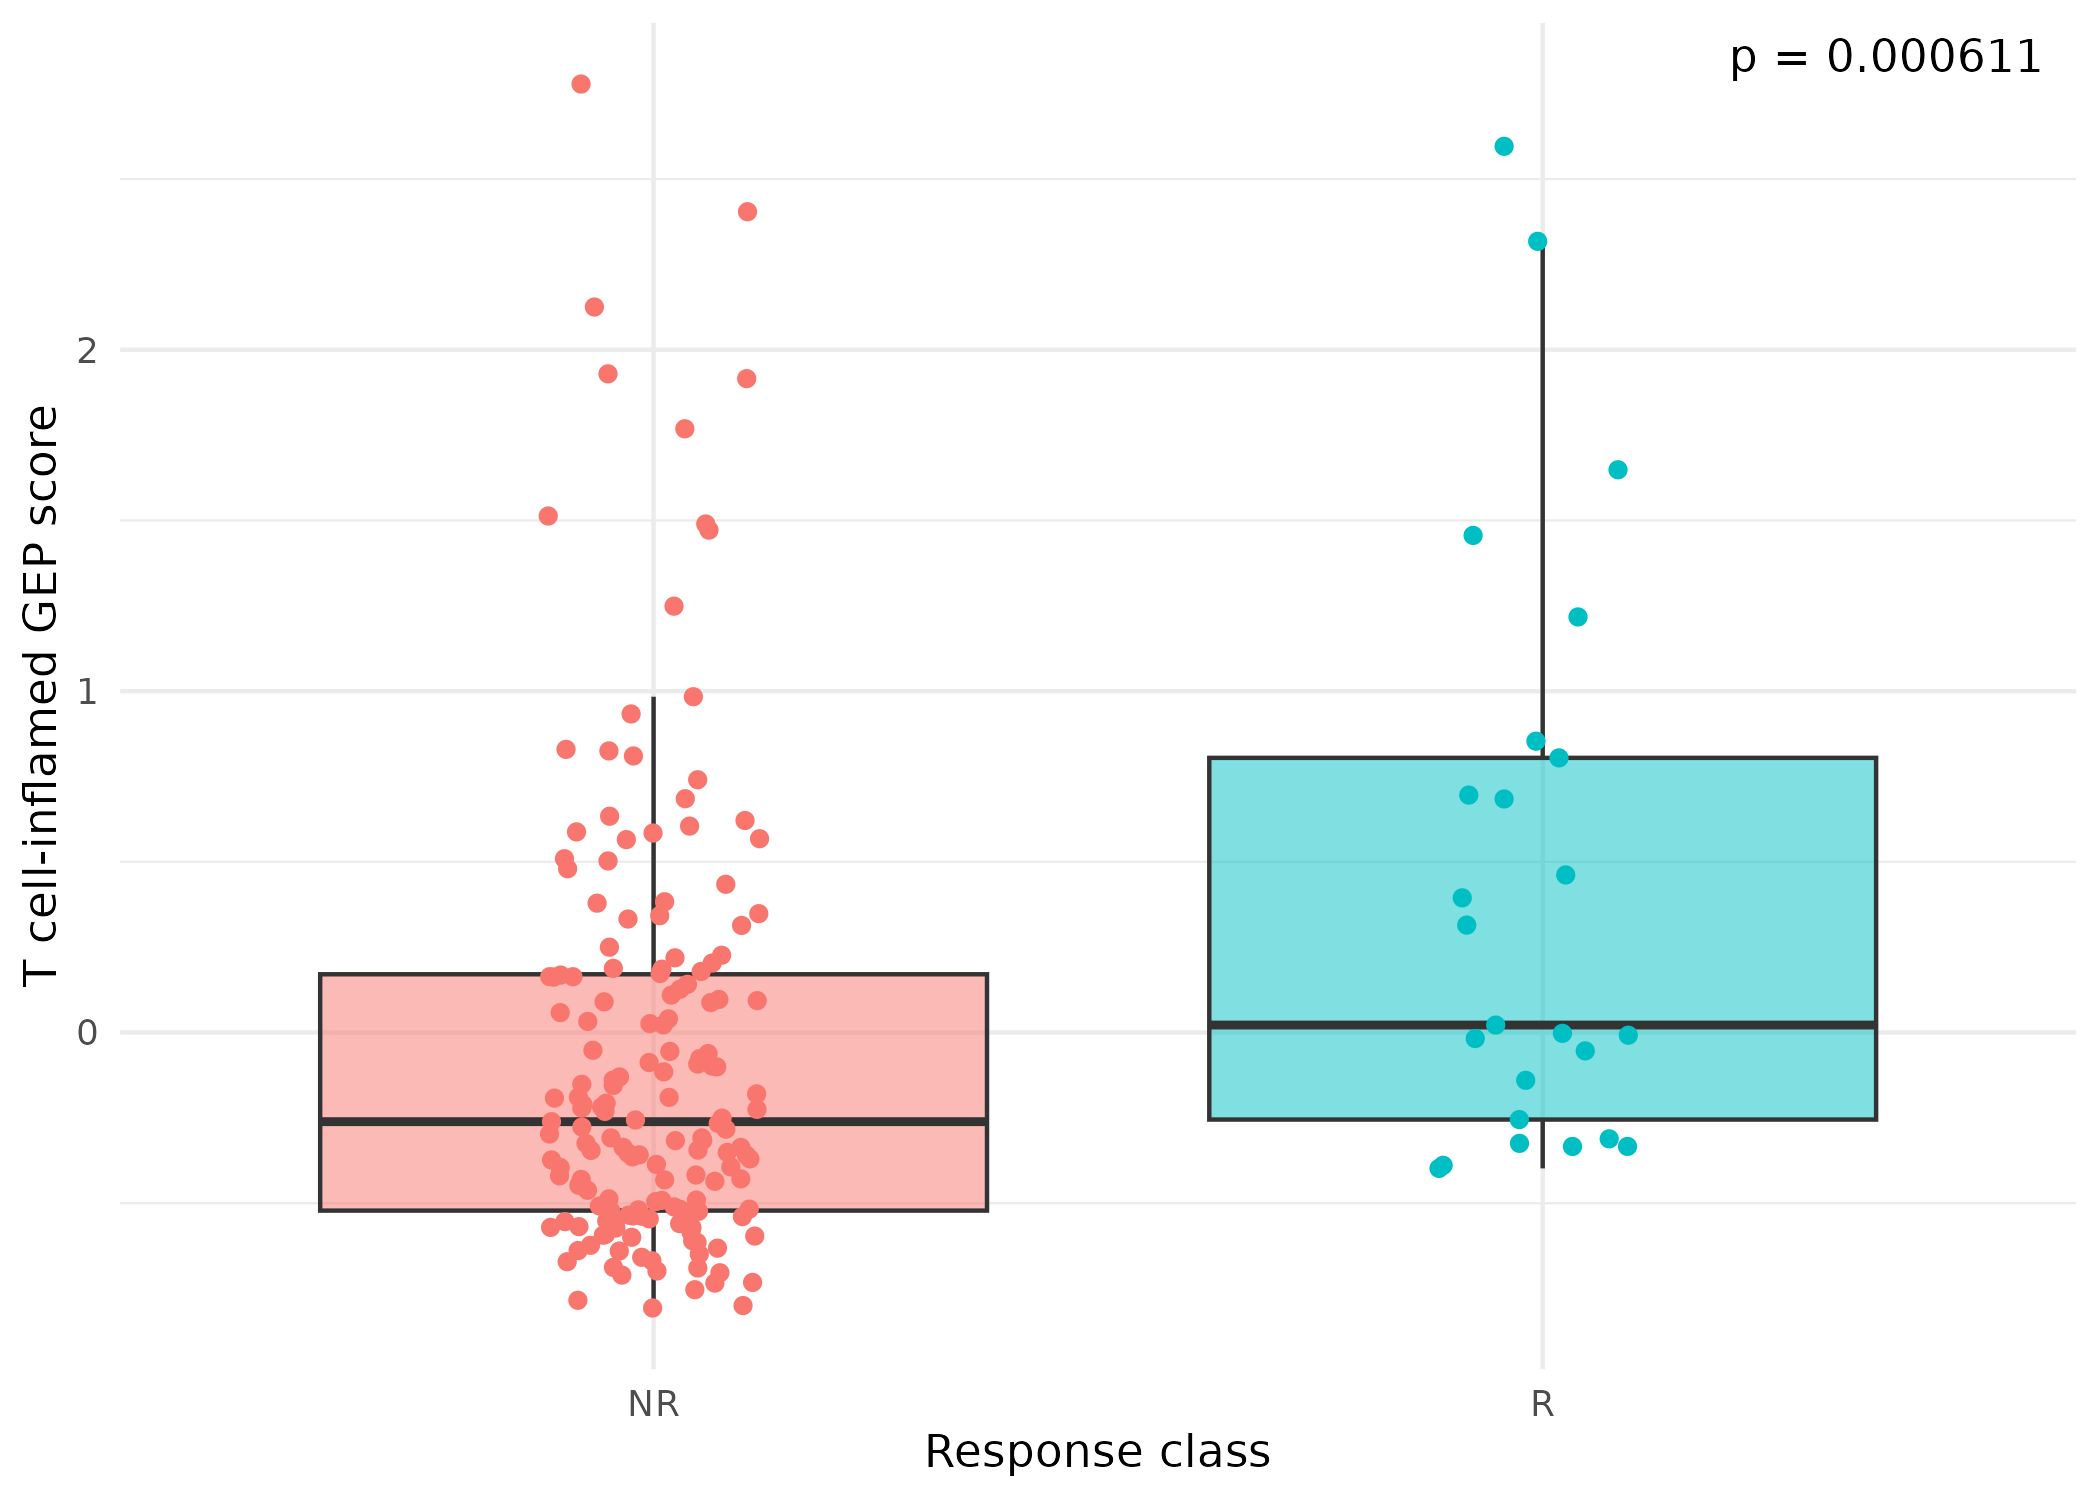 p = 0.000611
T cell-inflamed GEP score
2
1
0
NR
R
Response class